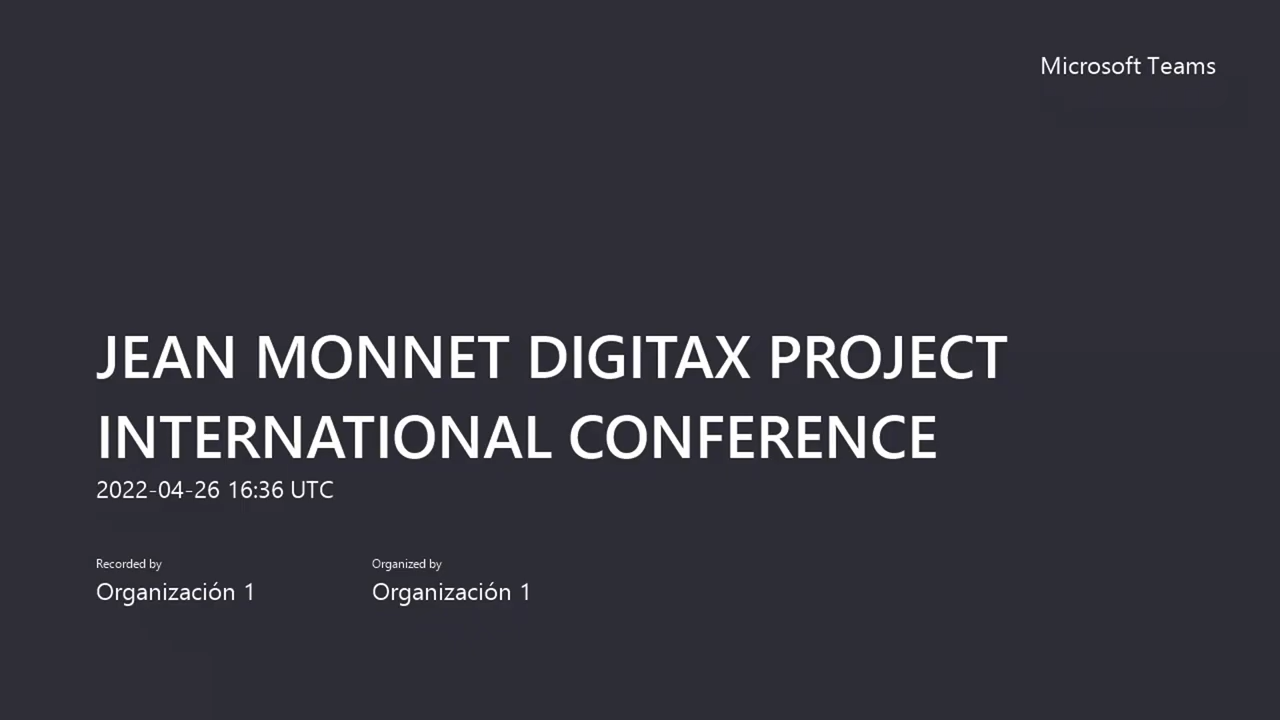 Microsoft Teams
JEAN MONNET DIGITAX PROJECT
INTERNATIONAL CONFERENCE
2022-04-26 16:36 UTC
Recorded by
Organización 1
Organized by
Organización 1